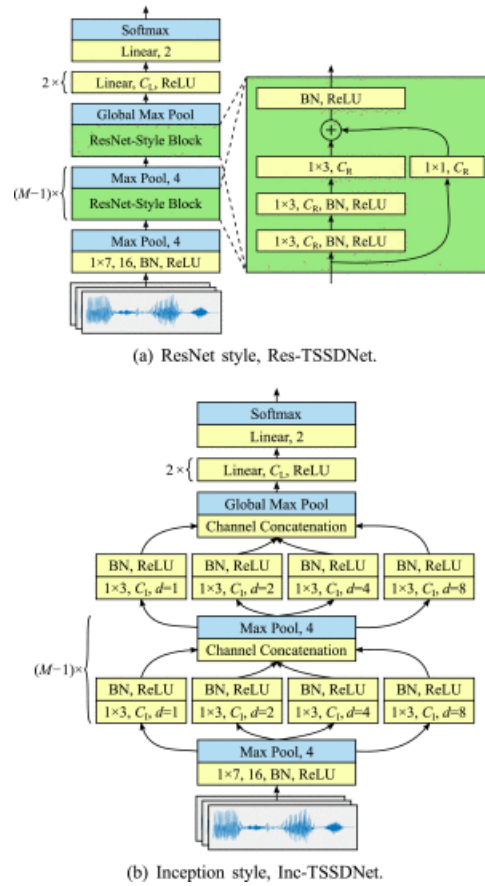 Softmax
Linear, 2
2 ×
Linear, C_L, ReLU
Global Max Pool
ResNet-Style Block
(M−1)×
Max Pool, 4
ResNet-Style Block
Max Pool, 4
1×7, 16, BN, ReLU
BN, ReLU
+
1×3, C_R
1×1, C_R
1×3, C_R, BN, ReLU
1×3, C_R, BN, ReLU
(a) ResNet style, Res-TSSDNet.
Softmax
Linear, 2
2 ×
Linear, C_L, ReLU
Global Max Pool
Channel Concatenation
BN, ReLU BN, ReLU BN, ReLU BN, ReLU
1×3, C_I, d=1 1×3, C_I, d=2 1×3, C_I, d=4 1×3, C_I, d=8
Max Pool, 4
Channel Concatenation
(M−1)×
BN, ReLU BN, ReLU BN, ReLU BN, ReLU
1×3, C_I, d=1 1×3, C_I, d=2 1×3, C_I, d=4 1×3, C_I, d=8
Max Pool, 4
1×7, 16, BN, ReLU
(b) Inception style, Inc-TSSDNet.